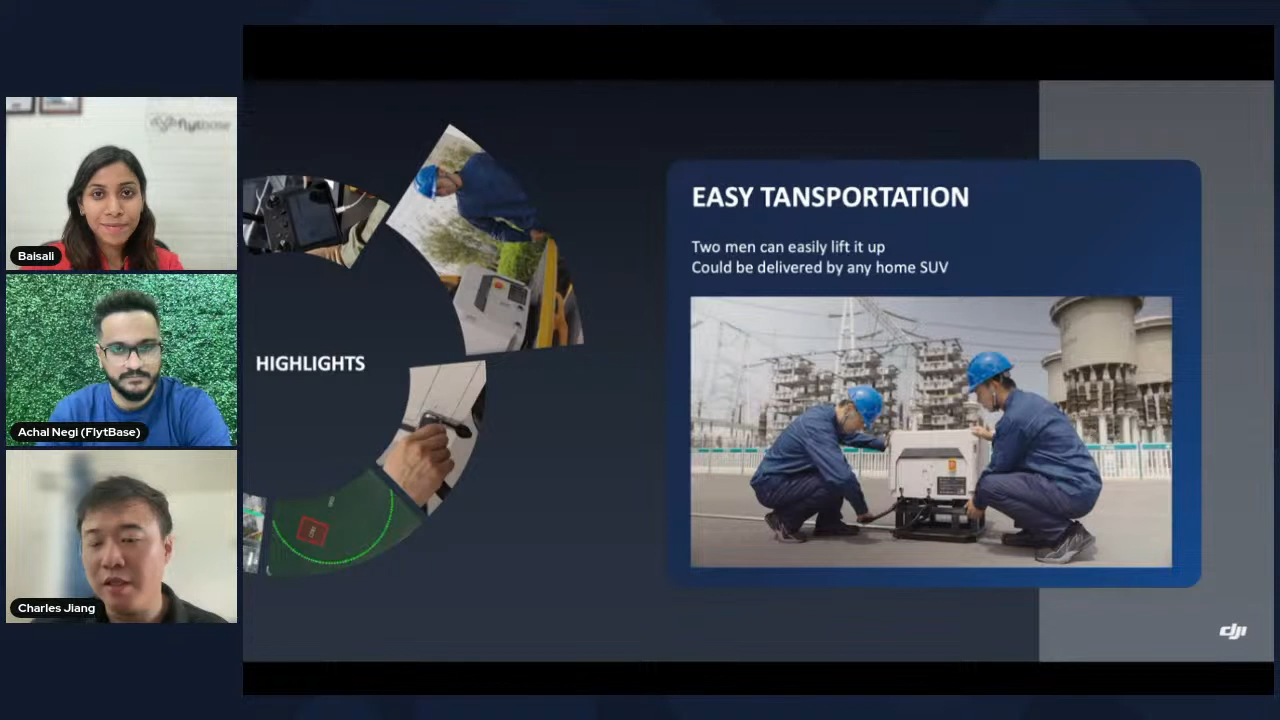 flytbase
Baisali
Achal Negi (FlytBase)
Charles Jiang
HIGHLIGHTS
EASY TANSPORTATION
Two men can easily lift it up
Could be delivered by any home SUV
dji